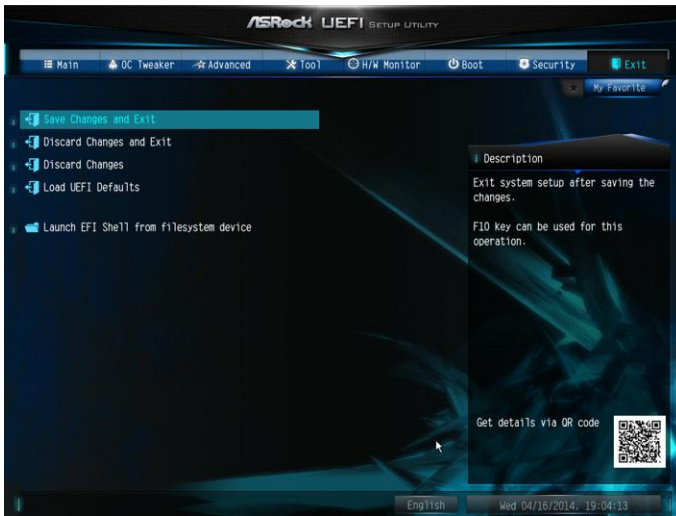 ASRock UEFI SETUP UTILITY
Main OC Tweaker Advanced Tool H/W Monitor Boot Security Exit
My Favorite
Save Changes and Exit
Discard Changes and Exit
Discard Changes
Load UEFI Defaults
Launch EFI Shell from filesystem device
Description
Exit system setup after saving the
changes.
F10 key can be used for this
operation.
Get details via QR code
English
Wed 04/16/2014. 19:04:13